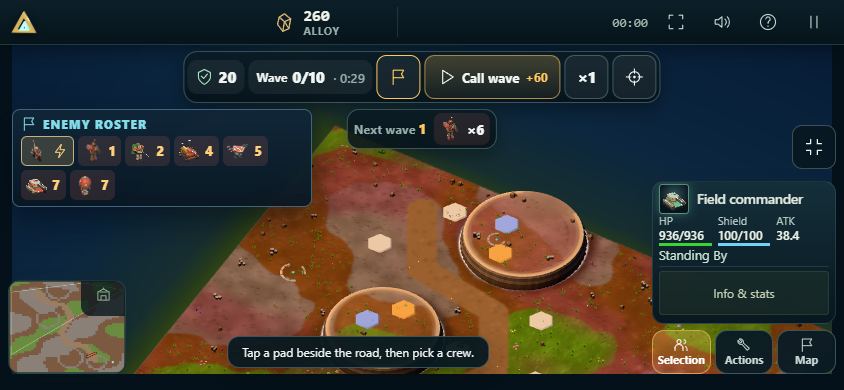 260
ALLOY
00:00
20
Wave 0/10 · 0:29
Call wave +60
×1
ENEMY ROSTER
1
2
4
5
7
7
Next wave 1
×6
Field commander
HP
Shield
ATK
936/936
100/100
38.4
Standing By
Info & stats
Tap a pad beside the road, then pick a crew.
Selection
Actions
Map